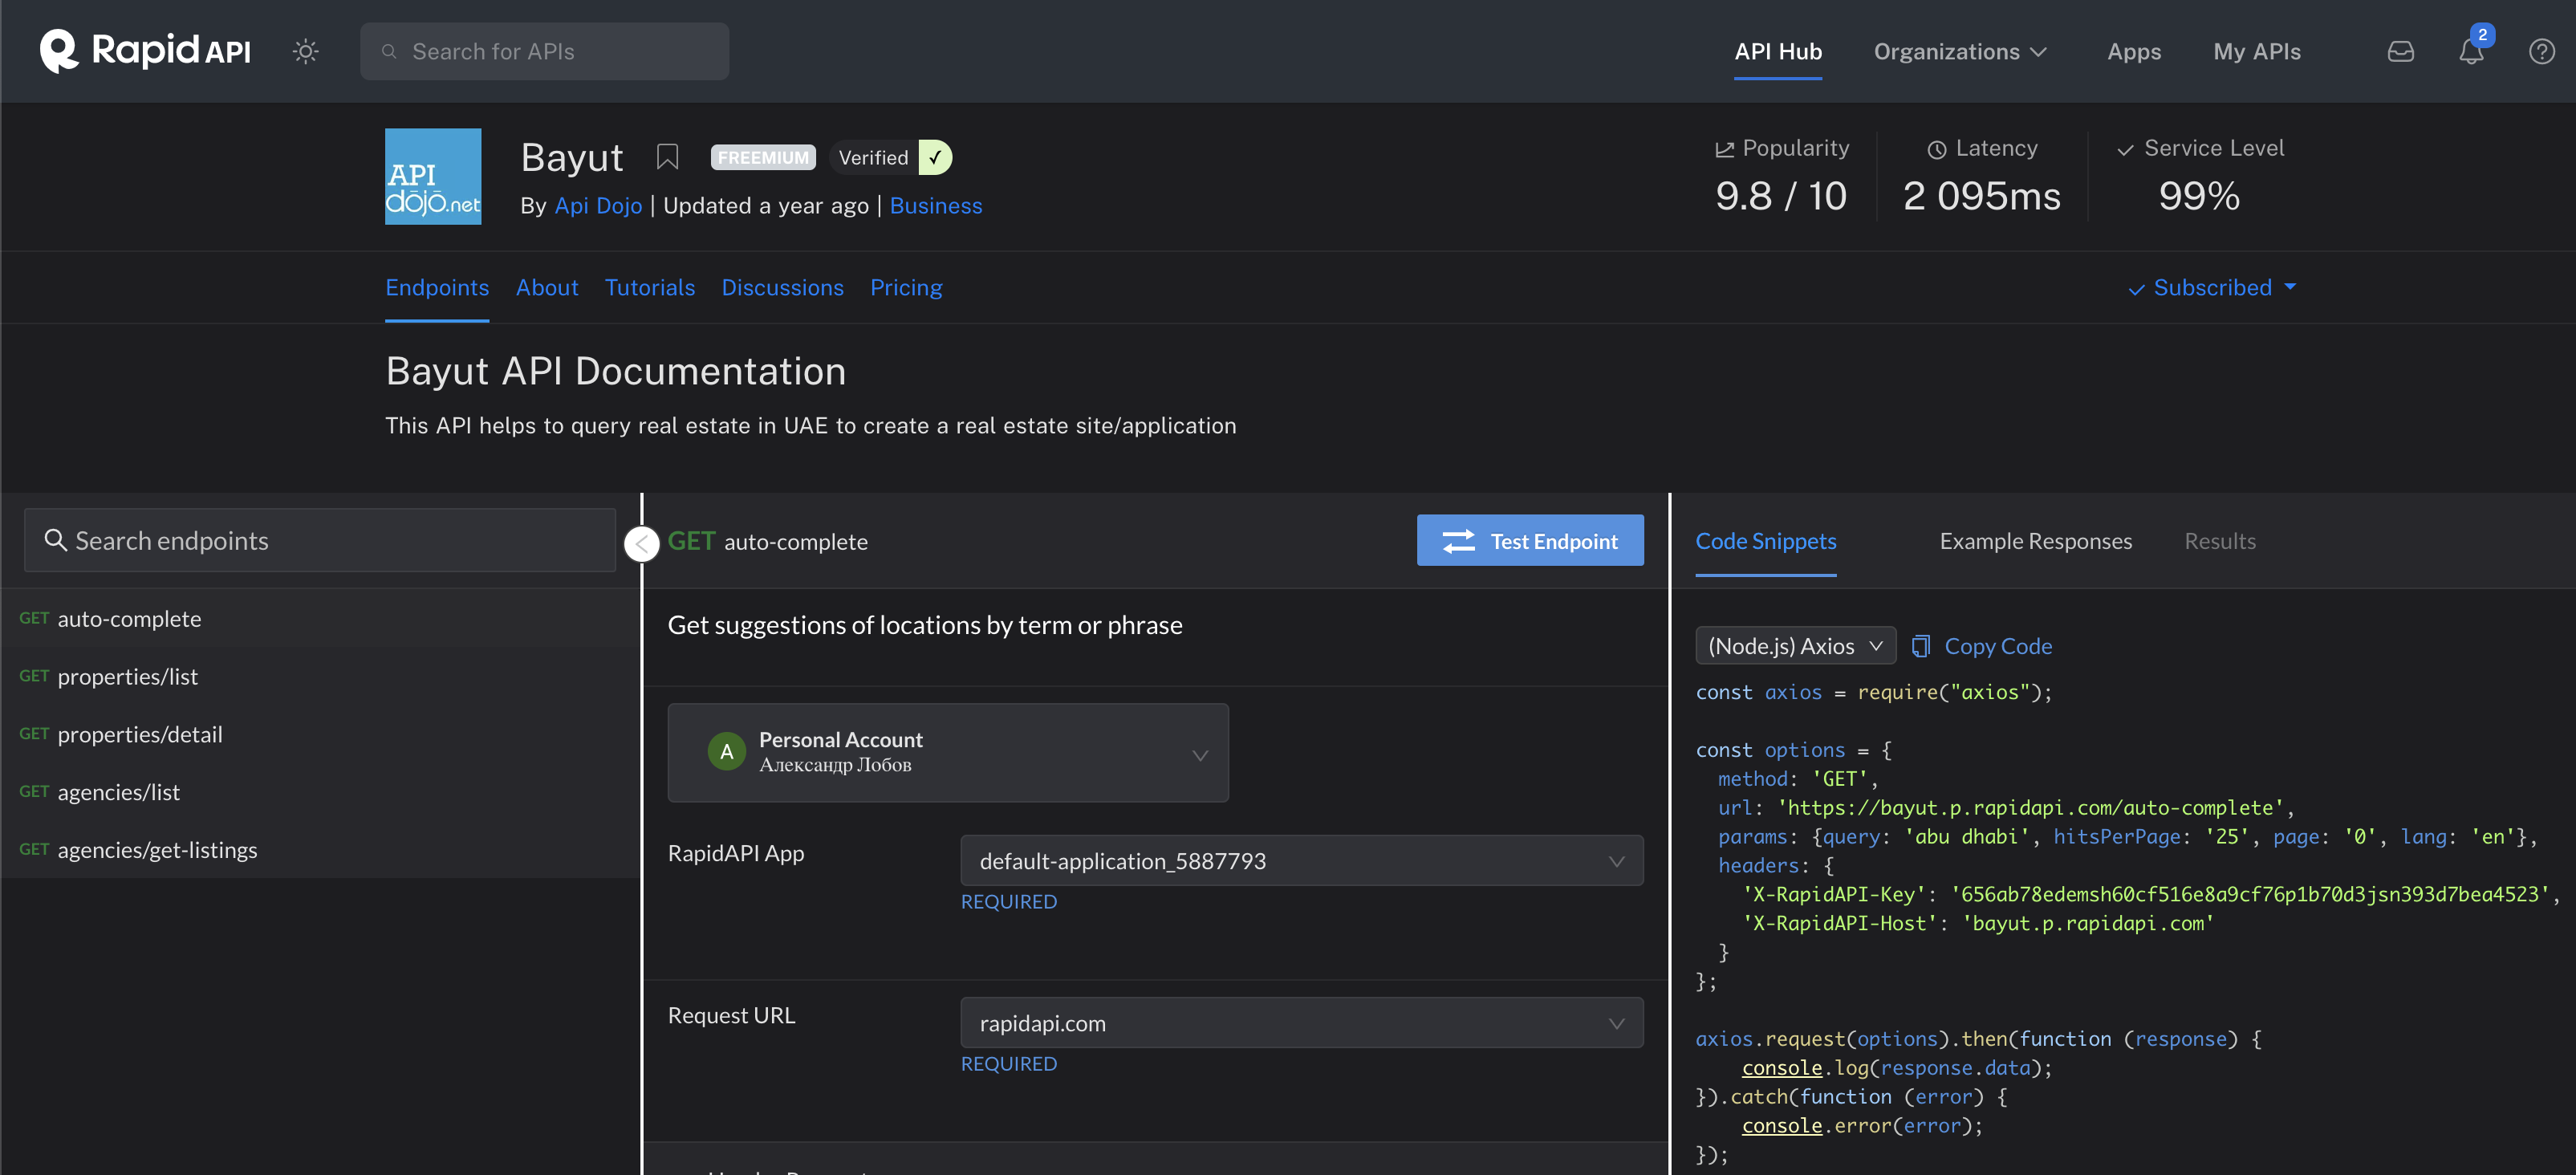 Rapid API
Search for APIs
API Hub
Organizations
Apps
My APIs
2
API
dōjō.net
Bayut
FREEMIUM
Verified
By Api Dojo | Updated a year ago | Business
Popularity
9.8 / 10
Latency
2 095ms
Service Level
99%
Endpoints
About
Tutorials
Discussions
Pricing
Subscribed
Bayut API Documentation
This API helps to query real estate in UAE to create a real estate site/application
Search endpoints
GET auto-complete
GET properties/list
GET properties/detail
GET agencies/list
GET agencies/get-listings
GET auto-complete
Test Endpoint
Get suggestions of locations by term or phrase
A
Personal Account
Александр Лобов
RapidAPI App
default-application_5887793
REQUIRED
Request URL
rapidapi.com
REQUIRED
Code Snippets
Example Responses
Results
(Node.js) Axios
Copy Code
const axios = require("axios");
const options = {
method: 'GET',
url: 'https://bayut.p.rapidapi.com/auto-complete',
params: {query: 'abu dhabi', hitsPerPage: '25', page: '0', lang: 'en'},
headers: {
'X-RapidAPI-Key': '656ab78edemsh60cf516e8a9cf76p1b70d3jsn393d7bea4523',
'X-RapidAPI-Host': 'bayut.p.rapidapi.com'
}
};
axios.request(options).then(function (response) {
console.log(response.data);
}).catch(function (error) {
console.error(error);
});